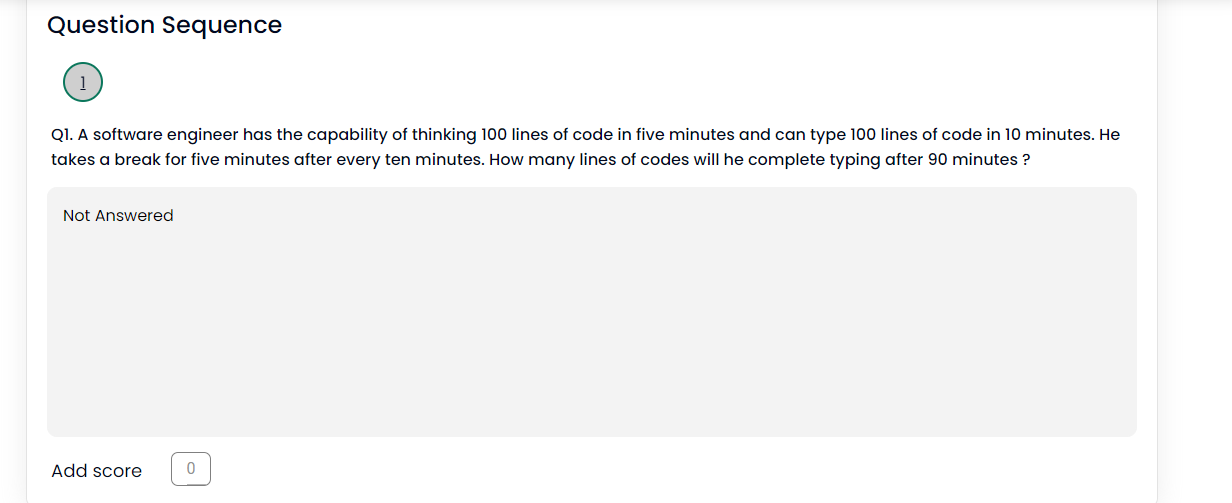 Question Sequence
1
Q1. A software engineer has the capability of thinking 100 lines of code in five minutes and can type 100 lines of code in 10 minutes. He
takes a break for five minutes after every ten minutes. How many lines of codes will he complete typing after 90 minutes ?
Not Answered
Add score 0